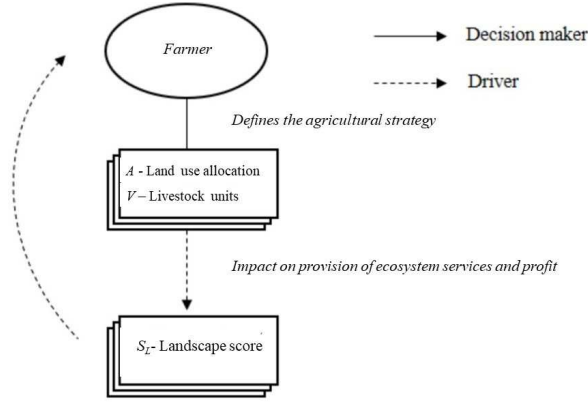 Farmer
Decision maker
Driver
Defines the agricultural strategy
A - Land use allocation
V – Livestock units
Impact on provision of ecosystem services and profit
S_L- Landscape score